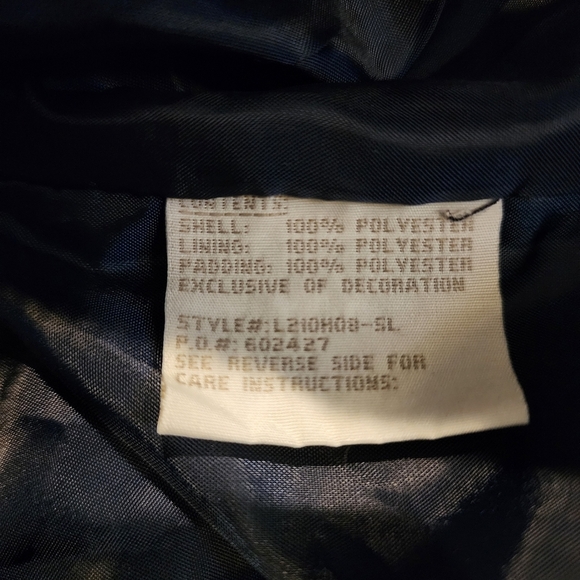 CONTENTS:
SHELL: 100% POLYESTER
LINING: 100% POLYESTER
PADDING: 100% POLYESTER
EXCLUSIVE OF DECORATION
STYLE#:L210H08-SL
P.O.#: 602427
SEE REVERSE SIDE FOR
CARE INSTRUCTIONS: